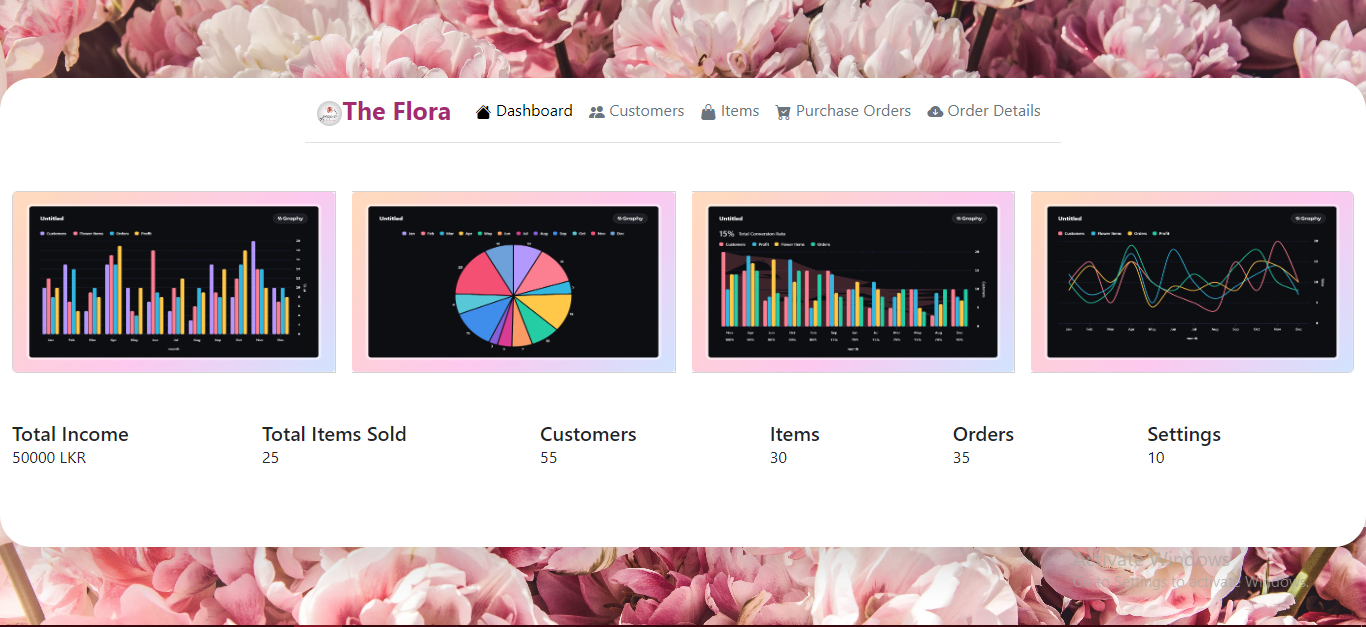 The Flora
Dashboard
Customers
Items
Purchase Orders
Order Details
Untitled
Graphy
Customers Flower Items Orders Profit
Jan Feb Mar Apr May Jun Jul Aug Sep Oct Nov Dec
month
Untitled
Graphy
Jan Feb Mar Apr May Jun Jul Aug Sep Oct Nov Dec
Untitled
Graphy
15% Total Conversion Rate
Customers Profit Flower Items Orders
month
Untitled
Graphy
Customers Flower Items Orders Profit
Jan Feb Mar Apr May Jun Jul Aug Sep Oct Nov Dec
month
Total Income
50000 LKR
Total Items Sold
25
Customers
55
Items
30
Orders
35
Settings
10
Activate Windows
Go to Settings to activate Windows.